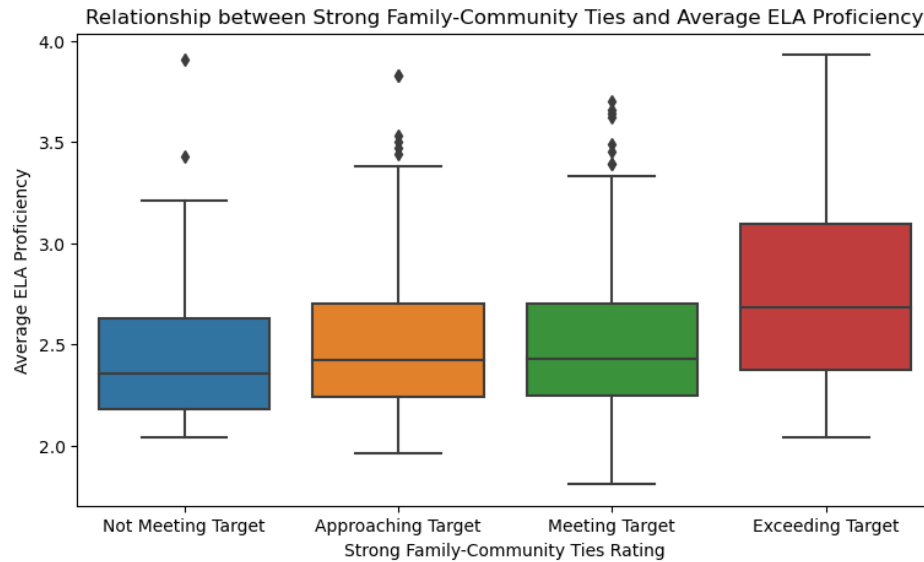 Relationship between Strong Family-Community Ties and Average ELA Proficiency
4.0
3.5
3.0
2.5
2.0
Average ELA Proficiency
Not Meeting Target
Approaching Target
Meeting Target
Exceeding Target
Strong Family-Community Ties Rating